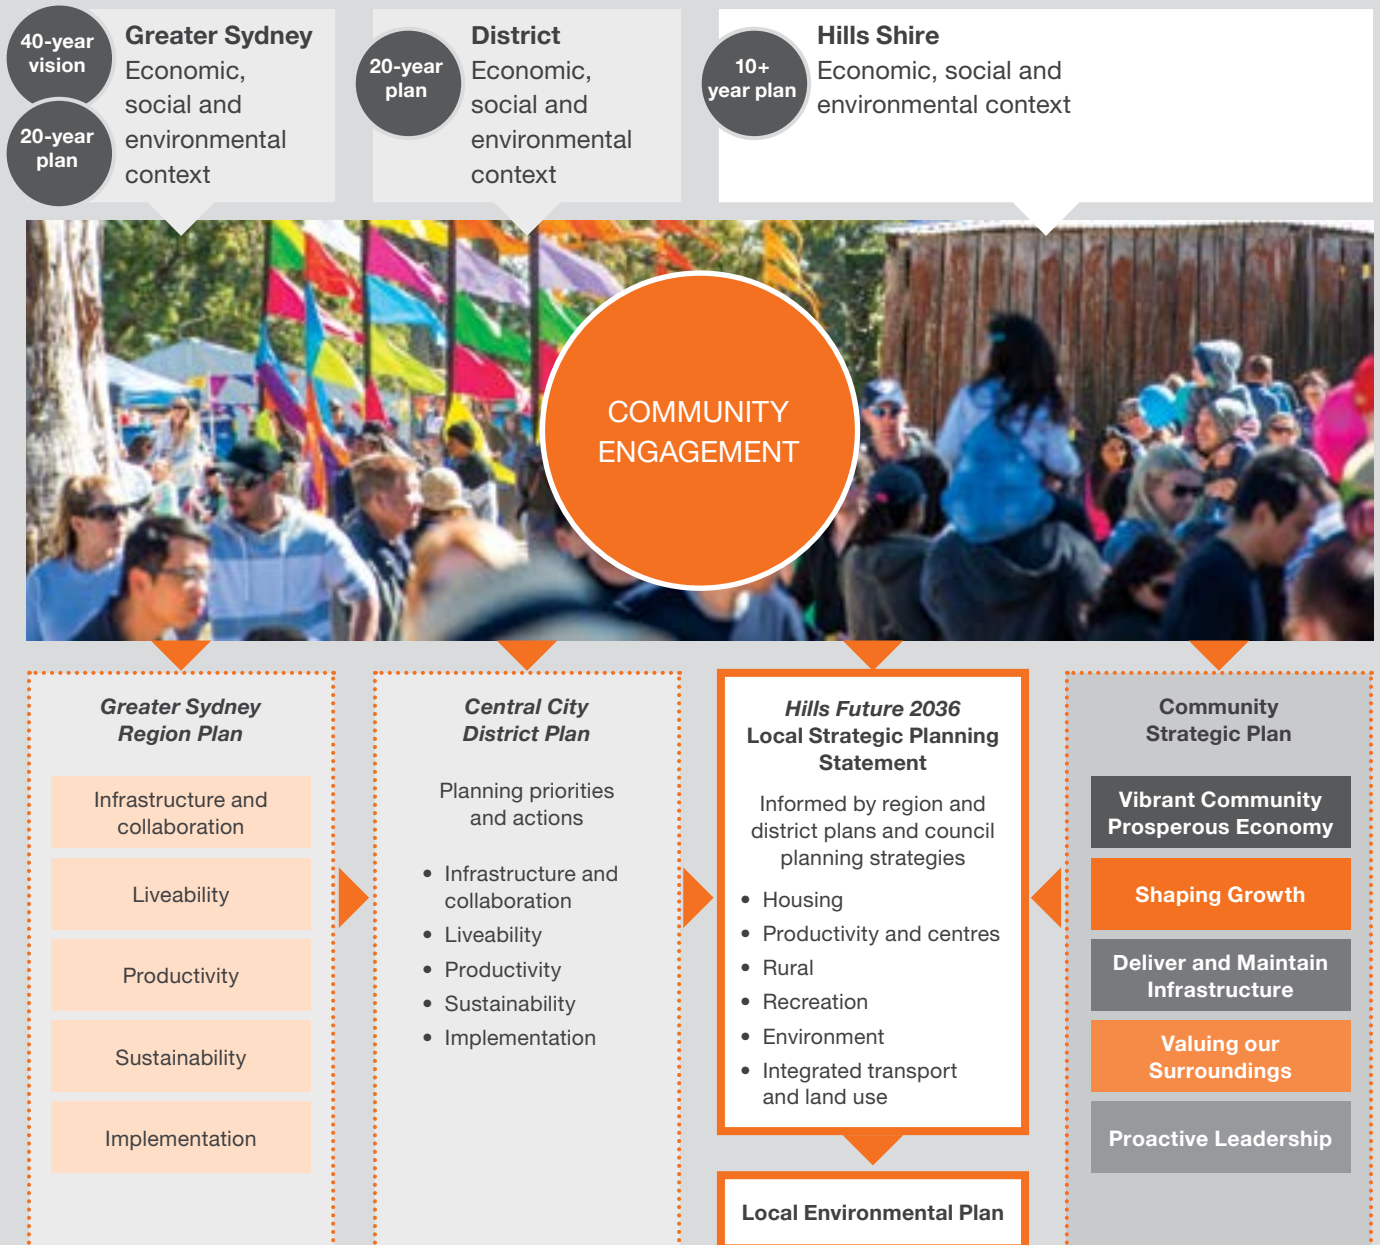 40-year
vision
20-year
plan
Greater Sydney
Economic,
social and
environmental
context
20-year
plan
District
Economic,
social and
environmental
context
10+
year plan
Hills Shire
Economic, social and
environmental context
COMMUNITY
ENGAGEMENT
Greater Sydney
Region Plan
Infrastructure and
collaboration
Liveability
Productivity
Sustainability
Implementation
Central City
District Plan
Planning priorities
and actions
• Infrastructure and
collaboration
• Liveability
• Productivity
• Sustainability
• Implementation
Hills Future 2036
Local Strategic Planning
Statement
Informed by region and
district plans and council
planning strategies
• Housing
• Productivity and centres
• Rural
• Recreation
• Environment
• Integrated transport
and land use
Local Environmental Plan
Community
Strategic Plan
Vibrant Community
Prosperous Economy
Shaping Growth
Deliver and Maintain
Infrastructure
Valuing our
Surroundings
Proactive Leadership